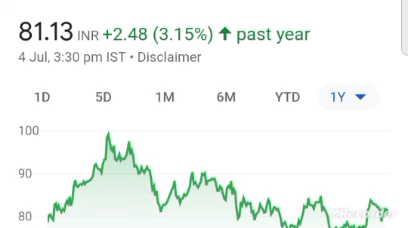 81.13 INR +2.48 (3.15%) ↑ past year
4 Jul, 3:30 pm IST • Disclaimer
1D 5D 1M 6M YTD 1Y
100
90
80
XRecorder